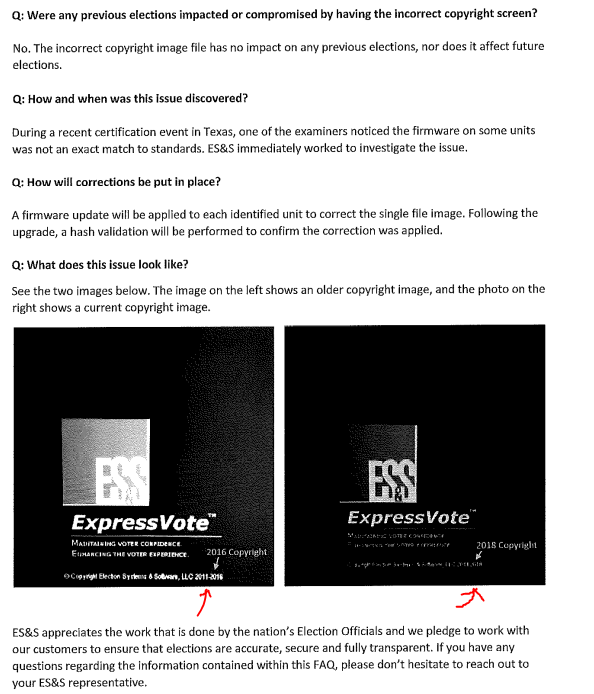 Q: Were any previous elections impacted or compromised by having the incorrect copyright screen?
No. The incorrect copyright image file has no impact on any previous elections, nor does it affect future
elections.
Q: How and when was this issue discovered?
During a recent certification event in Texas, one of the examiners noticed the firmware on some units
was not an exact match to standards. ES&S immediately worked to investigate the issue.
Q: How will corrections be put in place?
A firmware update will be applied to each identified unit to correct the single file image. Following the
upgrade, a hash validation will be performed to confirm the correction was applied.
Q: What does this issue look like?
See the two images below. The image on the left shows an older copyright image, and the photo on the
right shows a current copyright image.
ES&S
ExpressVote™
MAINTAINING VOTER CONFIDENCE.
ENHANCING THE VOTER EXPERIENCE.
2016 Copyright
© Copyright Election Systems & Software, LLC 2011-2016
ES&S
ExpressVote™
MAINTAINING VOTER CONFIDENCE
2018 Copyright
ES&S appreciates the work that is done by the nation's Election Officials and we pledge to work with
our customers to ensure that elections are accurate, secure and fully transparent. If you have any
questions regarding the information contained within this FAQ, please don't hesitate to reach out to
your ES&S representative.